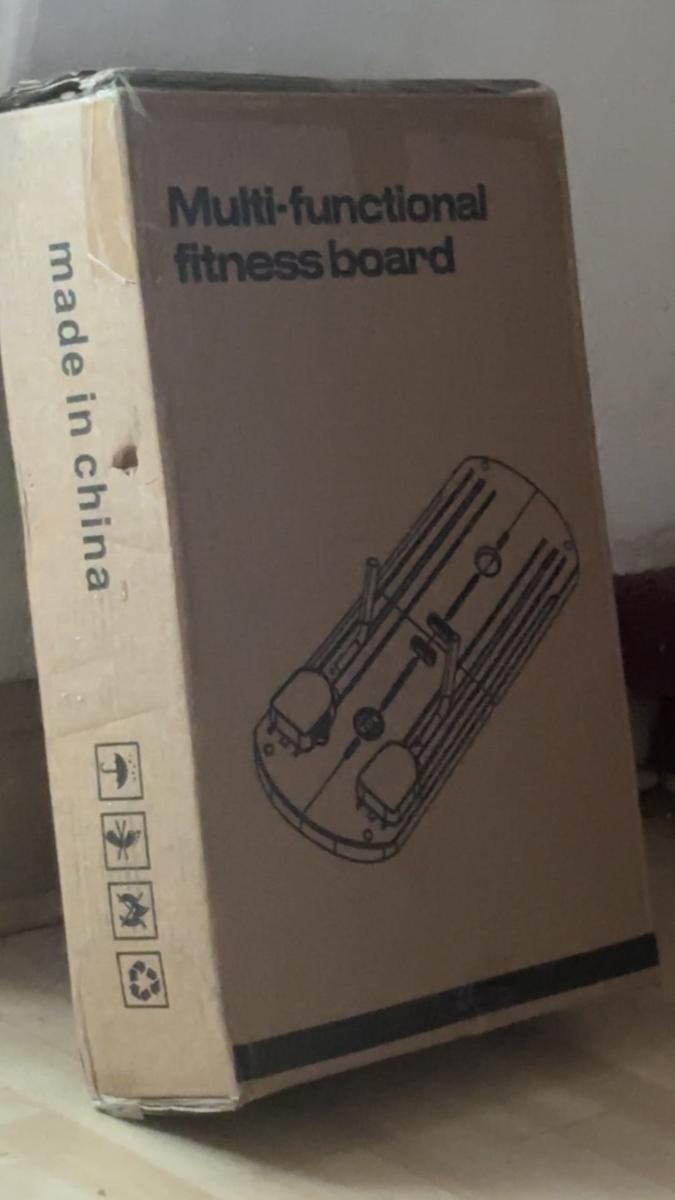 Multi-functional
fitness board
made in china